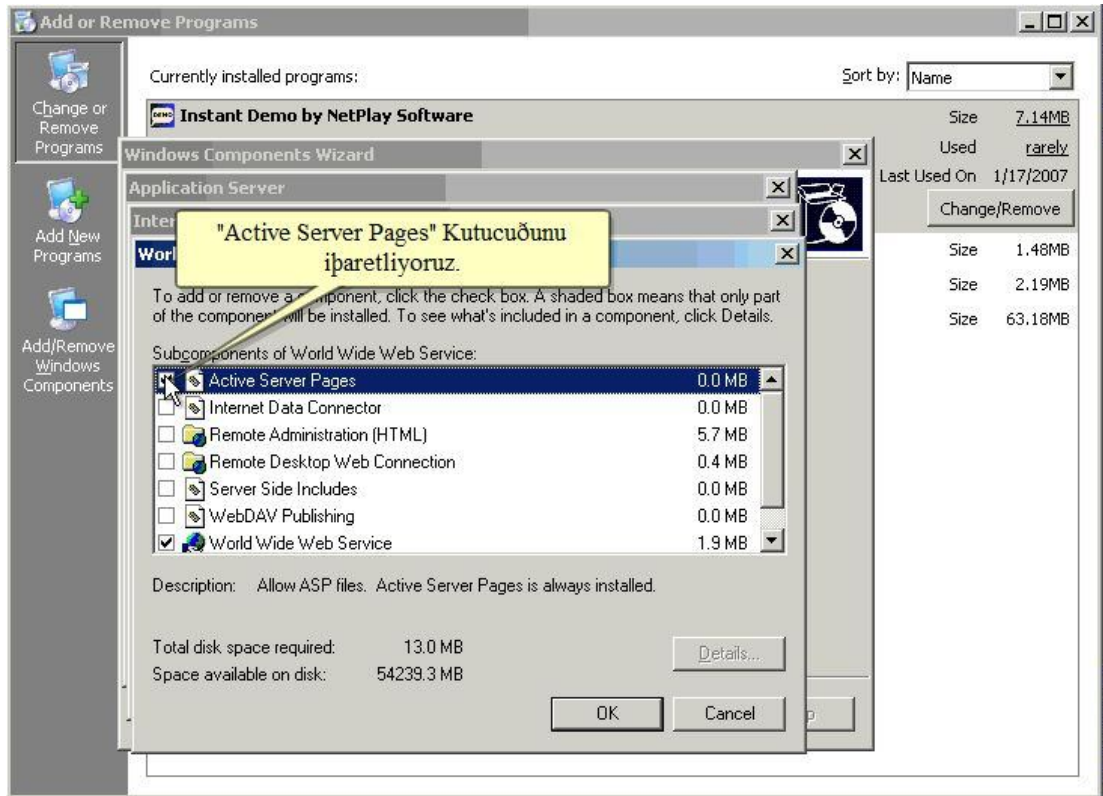 Add or Remove Programs
Change or
Remove
Programs
Add New
Programs
Add/Remove
Windows
Components
Currently installed programs:
Sort by: Name
Instant Demo by NetPlay Software
Size 7.14MB
Used rarely
Last Used On 1/17/2007
Change/Remove
Size 1.48MB
Size 2.19MB
Size 63.18MB
Windows Components Wizard
Application Server
Inter
Worl
"Active Server Pages" Kutucuðunu
iþaretliyoruz.
To add or remove a component, click the check box. A shaded box means that only part
of the component will be installed. To see what's included in a component, click Details.
Subcomponents of World Wide Web Service:
Active Server Pages 0.0 MB
Internet Data Connector 0.0 MB
Remote Administration (HTML) 5.7 MB
Remote Desktop Web Connection 0.4 MB
Server Side Includes 0.0 MB
WebDAV Publishing 0.0 MB
World Wide Web Service 1.9 MB
Description: Allow ASP files. Active Server Pages is always installed.
Total disk space required: 13.0 MB
Space available on disk: 54239.3 MB
Details...
OK
Cancel
p